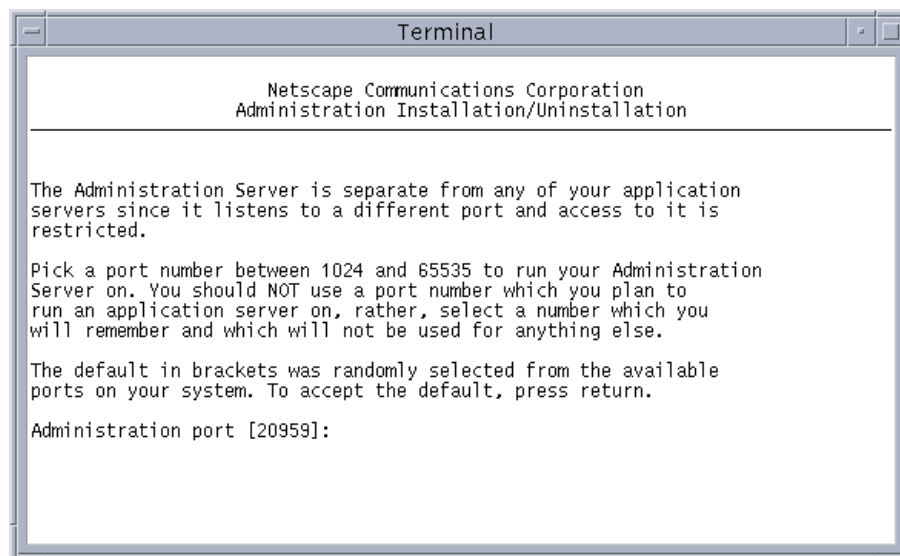 Terminal
Netscape Communications Corporation
Administration Installation/Uninstallation
The Administration Server is separate from any of your application
servers since it listens to a different port and access to it is
restricted.
Pick a port number between 1024 and 65535 to run your Administration
Server on. You should NOT use a port number which you plan to
run an application server on, rather, select a number which you
will remember and which will not be used for anything else.
The default in brackets was randomly selected from the available
ports on your system. To accept the default, press return.
Administration port [20959]: